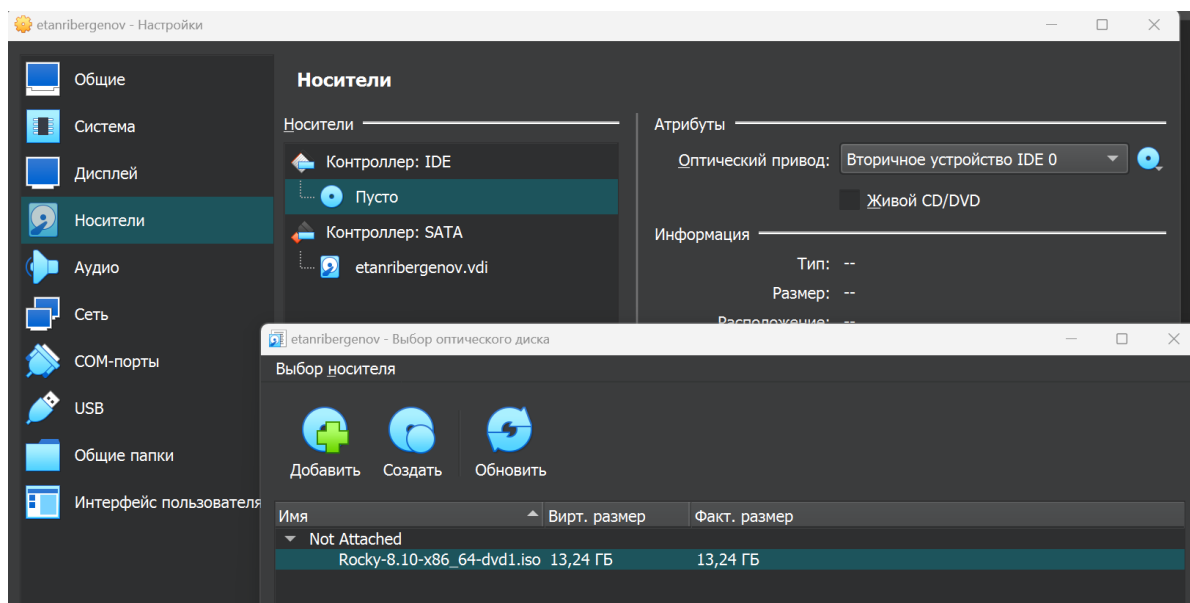 etanribergenov - Настройки
Общие
Система
Дисплей
Носители
Аудио
Сеть
COM-порты
USB
Общие папки
Интерфейс пользователя
Носители
Носители
Контроллер: IDE
Пусто
Контроллер: SATA
etanribergenov.vdi
Атрибуты
Оптический привод: Вторичное устройство IDE 0
Живой CD/DVD
Информация
Тип: --
Размер: --
Расположение: --
etanribergenov - Выбор оптического диска
Выбор носителя
Добавить Создать Обновить
Имя Вирт. размер Факт. размер
Not Attached
Rocky-8.10-x86_64-dvd1.iso 13,24 ГБ 13,24 ГБ